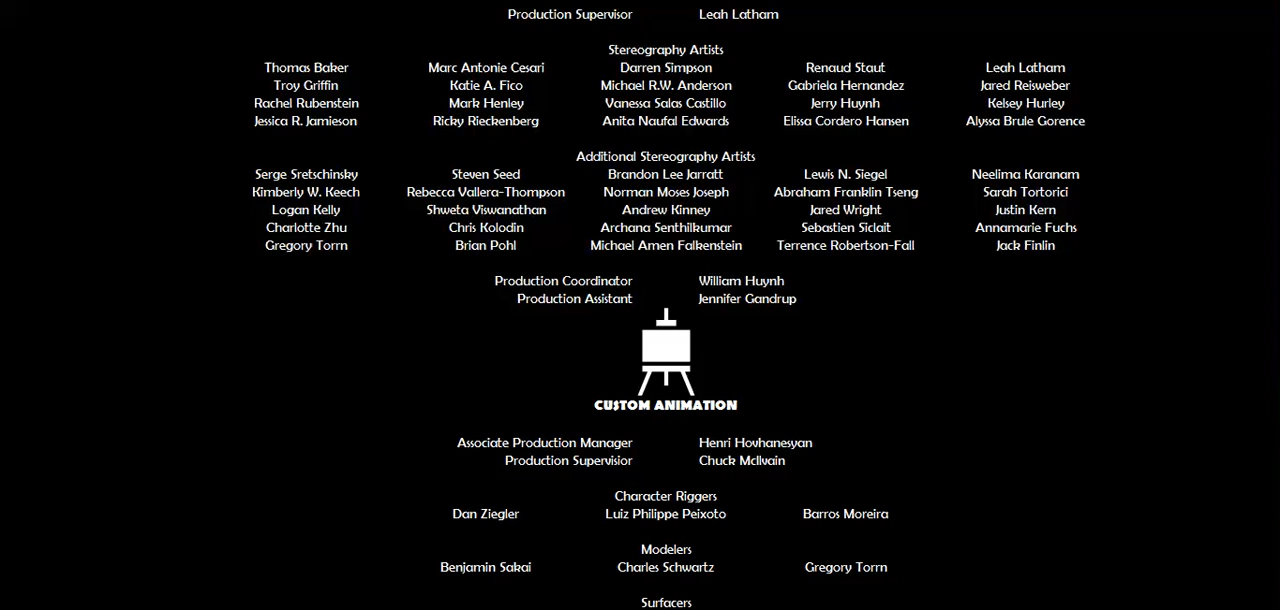 Production Supervisor Leah Latham
Stereography Artists
Thomas Baker Marc Antonie Cesari Darren Simpson Renaud Staut Leah Latham
Troy Griffin Katie A. Fico Michael R.W. Anderson Gabriela Hernandez Jared Reisweber
Rachel Rubenstein Mark Henley Vanessa Salas Castillo Jerry Huynh Kelsey Hurley
Jessica R. Jamieson Ricky Rieckenberg Anita Naufal Edwards Elissa Cordero Hansen Alyssa Brule Gorence
Additional Stereography Artists
Serge Sretschinsky Steven Seed Brandon Lee Jarratt Lewis N. Siegel Neelima Karanam
Kimberly W. Keech Rebecca Vallera-Thompson Norman Moses Joseph Abraham Franklin Tseng Sarah Tortorici
Logan Kelly Shweta Viswanathan Andrew Kinney Jared Wright Justin Kern
Charlotte Zhu Chris Kolodin Archana Senthilkumar Sebastien Siclait Annamarie Fuchs
Gregory Torrn Brian Pohl Michael Amen Falkenstein Terrence Robertson-Fall Jack Finlin
Production Coordinator William Huynh
Production Assistant Jennifer Gandrup
CUSTOM ANIMATION
Associate Production Manager Henri Hovhanesyan
Production Supervisior Chuck McIlvain
Character Riggers
Dan Ziegler Luiz Philippe Peixoto Barros Moreira
Modelers
Benjamin Sakai Charles Schwartz Gregory Torrn
Surfacers